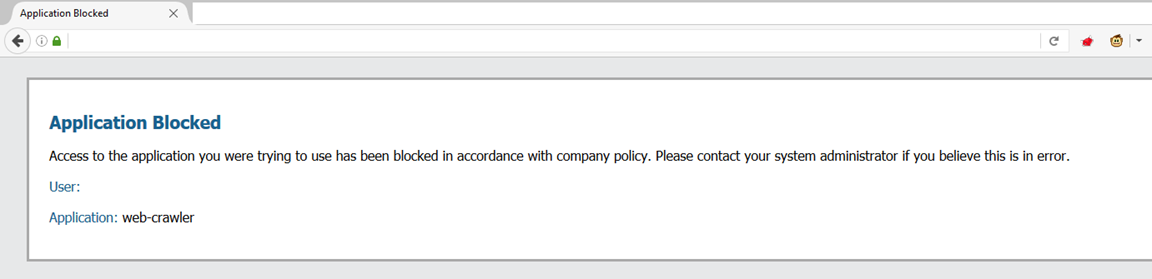 Application Blocked
Application Blocked
Access to the application you were trying to use has been blocked in accordance with company policy. Please contact your system administrator if you believe this is in error.
User:
Application: web-crawler